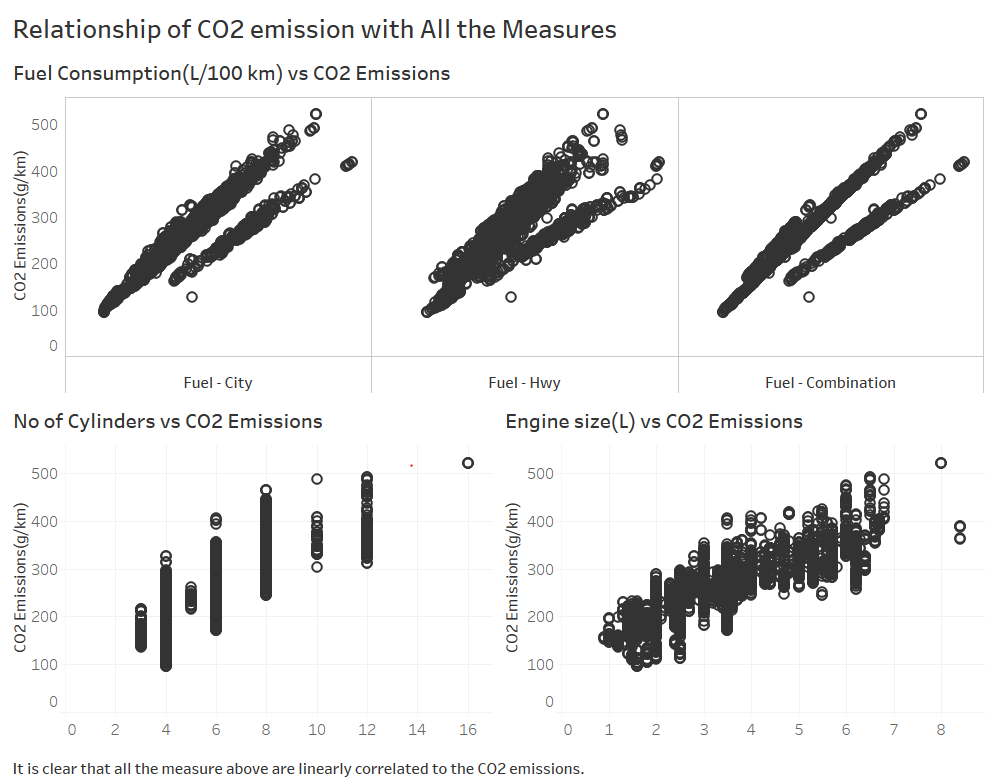 Relationship of CO2 emission with All the Measures
Fuel Consumption(L/100 km) vs CO2 Emissions
CO2 Emissions(g/km)
500
400
300
200
100
0
Fuel - City
Fuel - Hwy
Fuel - Combination
No of Cylinders vs CO2 Emissions
CO2 Emissions(g/km)
500
400
300
200
100
0
0 2 4 6 8 10 12 14 16
Engine size(L) vs CO2 Emissions
CO2 Emissions(g/km)
500
400
300
200
100
0
0 1 2 3 4 5 6 7 8
It is clear that all the measure above are linearly correlated to the CO2 emissions.